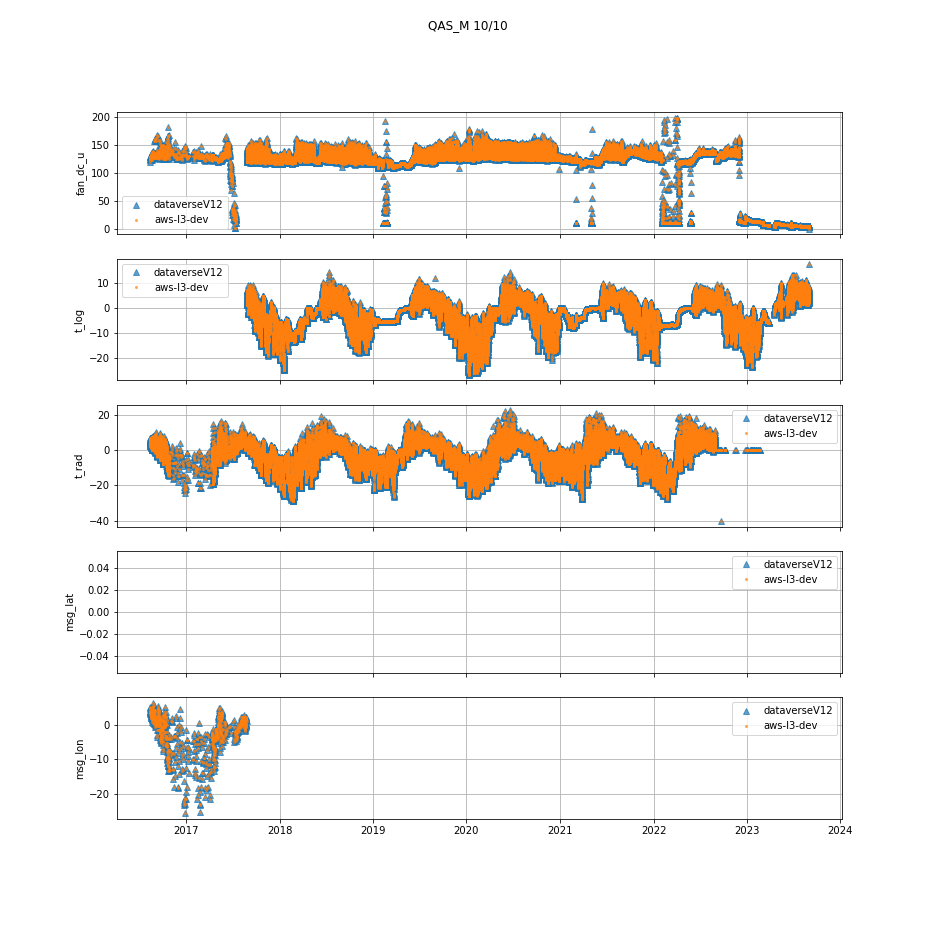 QAS_M 10/10
fan_dc_u
200
150
100
50
0
dataverseV12
aws-l3-dev
t_log
10
0
−10
−20
dataverseV12
aws-l3-dev
t_rad
20
0
−20
−40
dataverseV12
aws-l3-dev
msg_lat
0.04
0.02
0.00
−0.02
−0.04
dataverseV12
aws-l3-dev
msg_lon
0
−10
−20
dataverseV12
aws-l3-dev
2017 2018 2019 2020 2021 2022 2023 2024